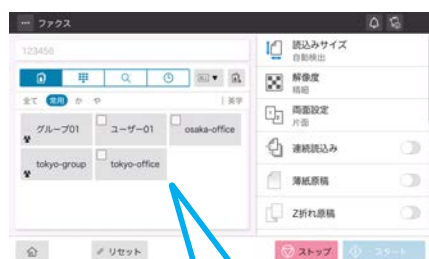 ファクス
123456
全て 常用 か や 英字
グループ01
ユーザー01
osaka-office
tokyo-group
tokyo-office
リセット
読込みサイズ
自動検出
解像度
精細
両面設定
片面
連続読込み
薄紙原稿
Z折れ原稿
ストップ
スタート